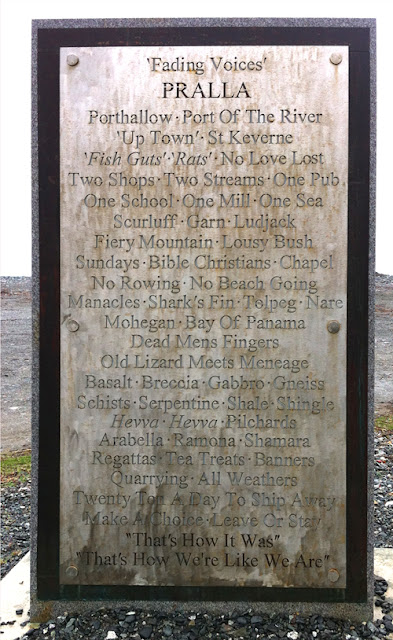 'Fading Voices'
PRALLA
Porthallow · Port Of The River
'Up Town' · St Keverne
'Fish Guts' · 'Rats' · No Love Lost
Two Shops · Two Streams · One Pub
One School · One Mill · One Sea
Scurluff · Garn · Ludjack
Fiery Mountain · Lousy Bush
Sundays · Bible Christians · Chapel
No Rowing · No Beach Going
Manacles · Shark's Fin · Tolpeg · Nare
Mohegan · Bay Of Panama
Dead Mens Fingers
Old Lizard Meets Meneage
Basalt · Breccia · Gabbro · Gneiss
Schists · Serpentine · Shale · Shingle
Hewwa · Hewwa · Pilchards
Arabella · Ramona · Shamara
Regattas · Tea Treats · Banners
Quarrying · All Weathers
Twenty Ton A Day To Ship Away
Make A Choice · Leave Or Stay
"That's How It Was"
"That's How We're Like We Are"